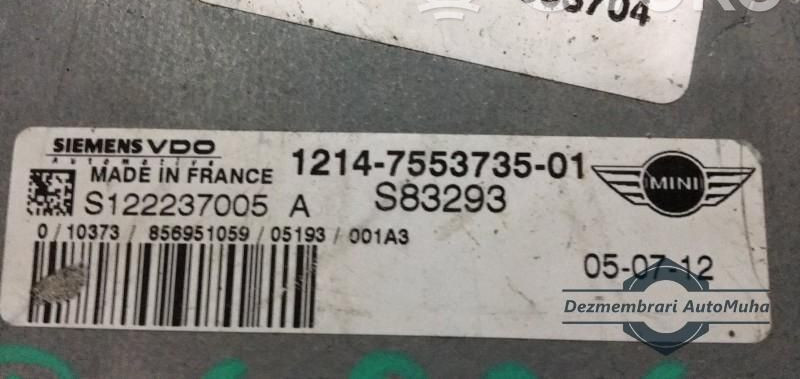 SIEMENS VDO
Automotive
MADE IN FRANCE
1214-7553735-01
S122237005 A
S83293
MINI
0/10373/856951059/05193/001A3
05-07-12
Dezmembrari AutoMuha